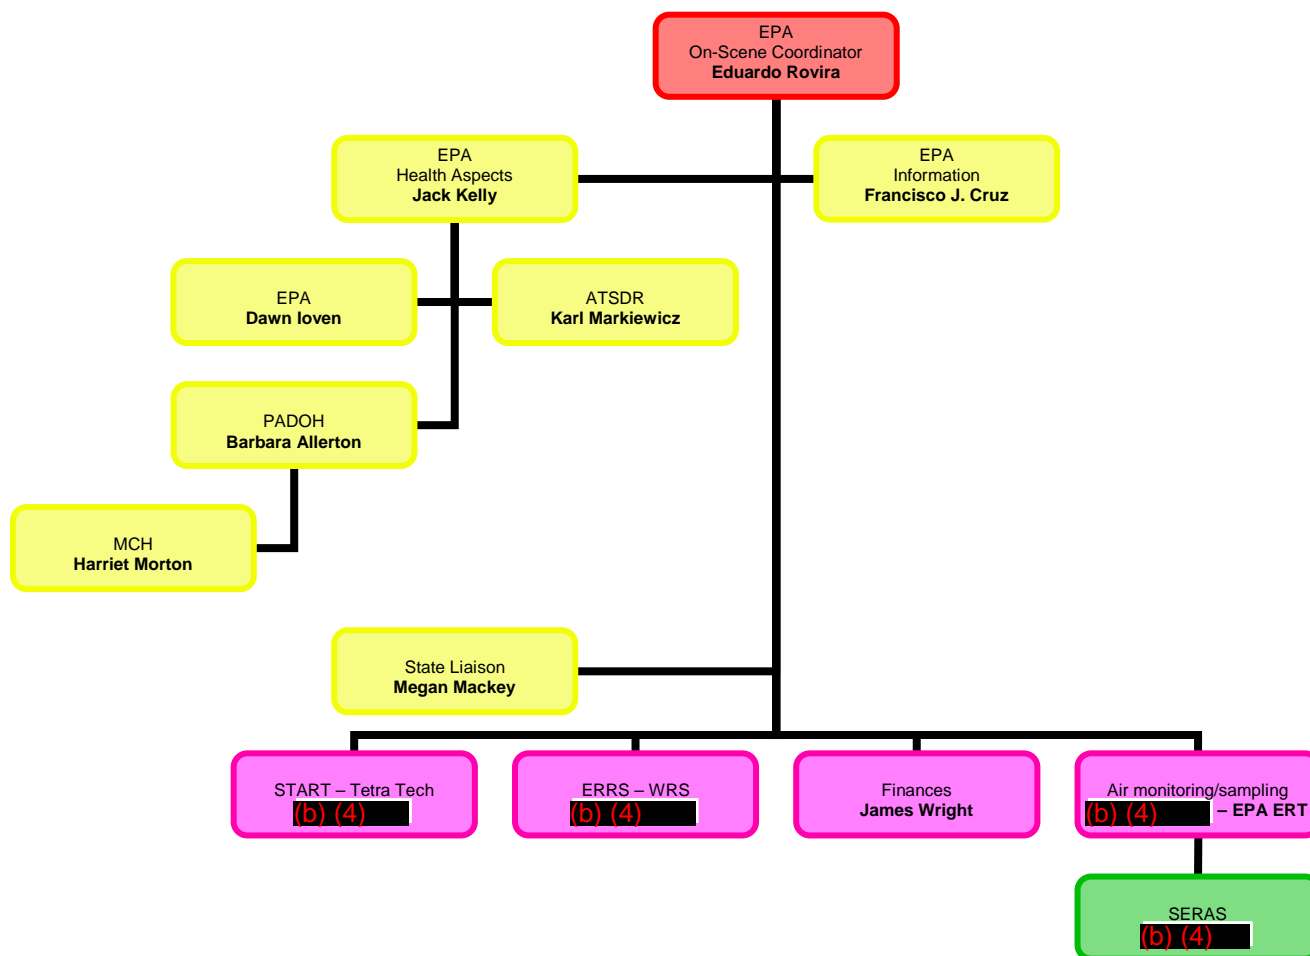 EPA
On-Scene Coordinator
Eduardo Rovira
EPA
Health Aspects
Jack Kelly
EPA
Information
Francisco J. Cruz
EPA
Dawn Ioven
ATSDR
Karl Markiewicz
PADOH
Barbara Allerton
MCH
Harriet Morton
State Liaison
Megan Mackey
START – Tetra Tech
(b) (4)
ERRS – WRS
(b) (4)
Finances
James Wright
Air monitoring/sampling
(b) (4) – EPA ERT
SERAS
(b) (4)